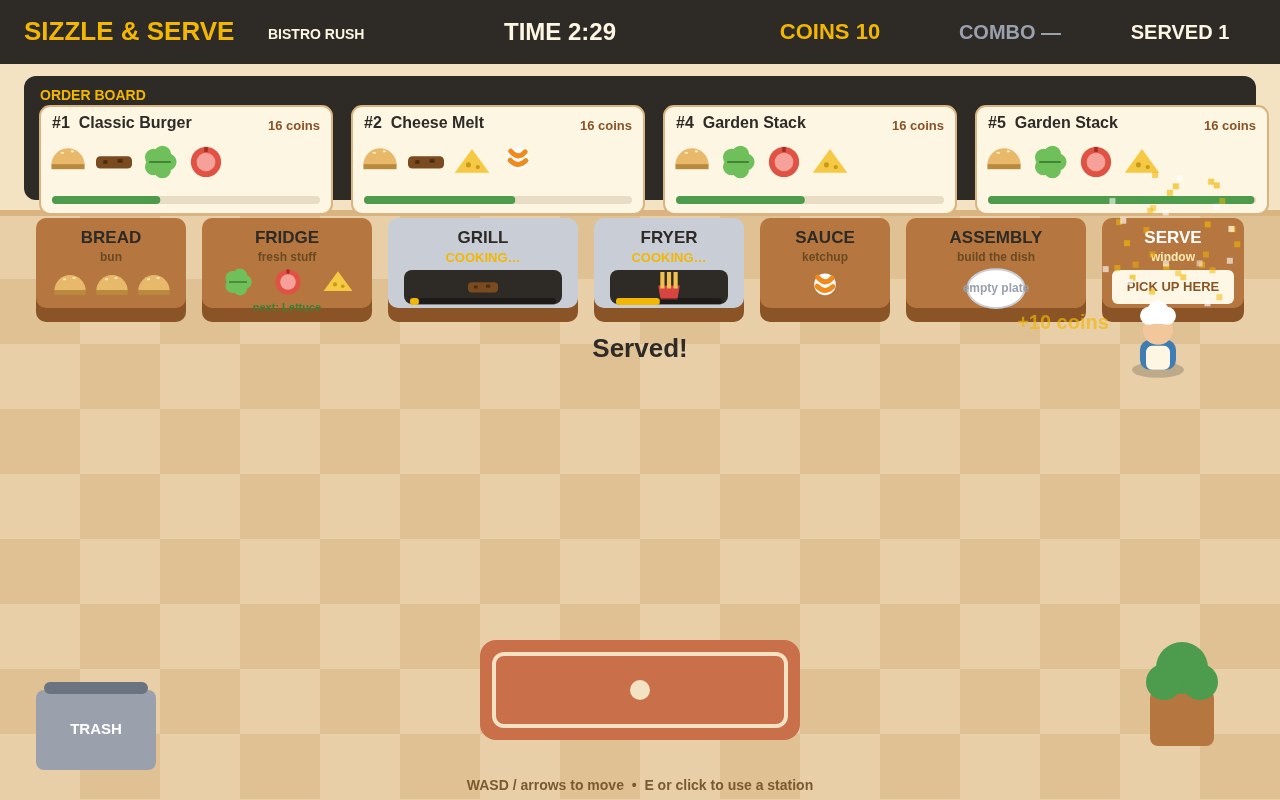 SIZZLE & SERVE
BISTRO RUSH
TIME 2:29
COINS 10
COMBO —
SERVED 1
ORDER BOARD
#1 Classic Burger
16 coins
#2 Cheese Melt
16 coins
#4 Garden Stack
16 coins
#5 Garden Stack
16 coins
BREAD
bun
FRIDGE
fresh stuff
next: Lettuce
GRILL
COOKING...
FRYER
COOKING...
SAUCE
ketchup
ASSEMBLY
build the dish
empty plate
SERVE
window
PICK UP HERE
+10 coins
Served!
TRASH
WASD / arrows to move • E or click to use a station